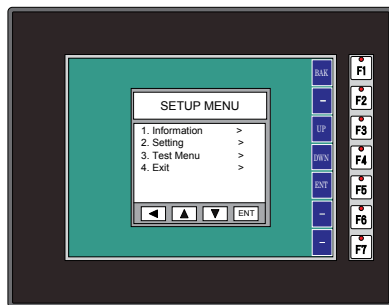 SETUP MENU
1. Information >
2. Setting >
3. Test Menu >
4. Exit >
ENT
BAK
–
UP
DWN
ENT
–
–
F1
F2
F3
F4
F5
F6
F7